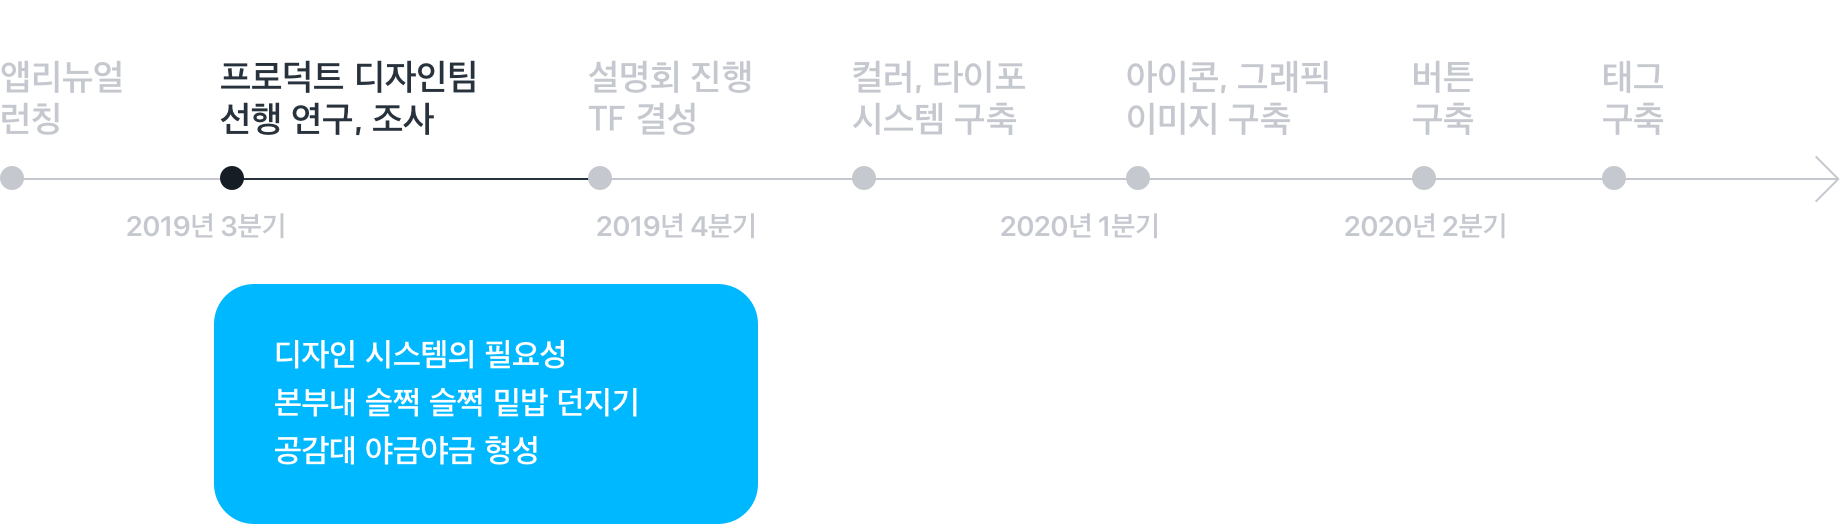 앱리뉴얼
런칭
프로덕트 디자인팀
선행 연구, 조사
설명회 진행
TF 결성
컬러, 타이포
시스템 구축
아이콘, 그래픽
이미지 구축
버튼
구축
태그
구축
2019년 3분기
2019년 4분기
2020년 1분기
2020년 2분기
디자인 시스템의 필요성
본부내 슬쩍 슬쩍 밑밥 던지기
공감대 야금야금 형성